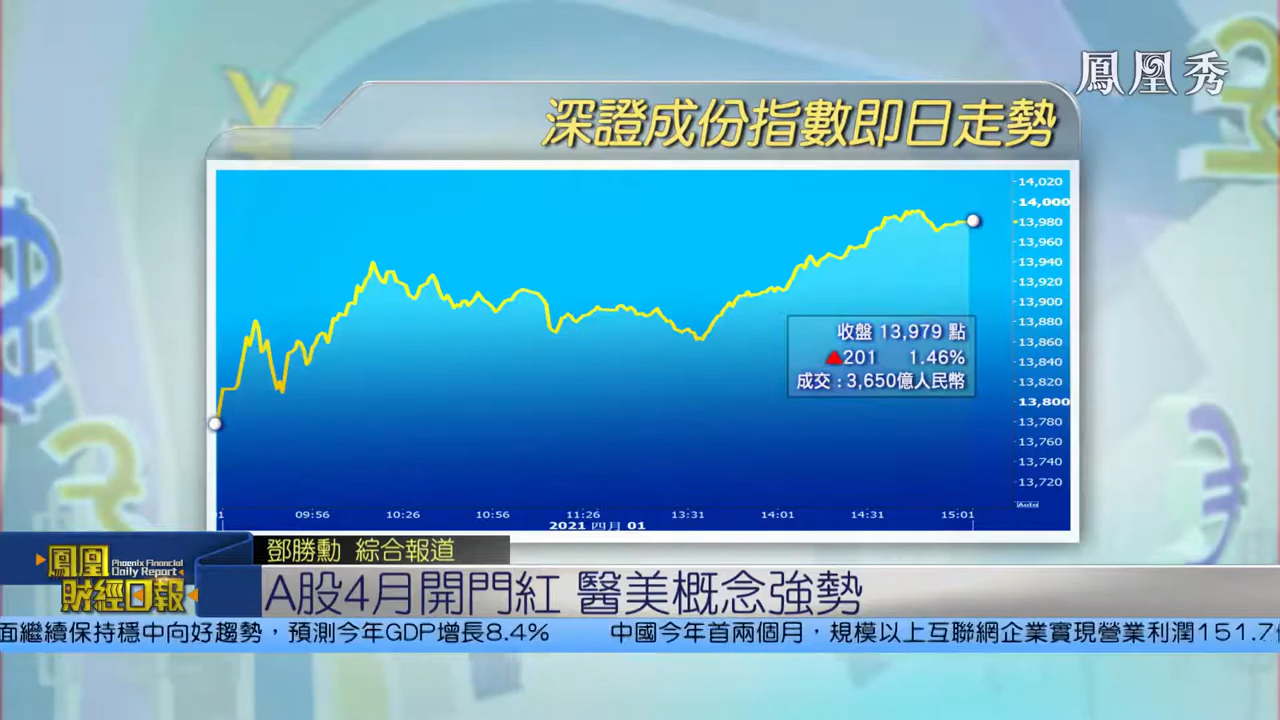 鳳凰秀
深證成份指數即日走勢
14,020
14,000
13,980
13,960
13,940
13,920
13,900
13,880
13,860
13,840
13,820
13,800
13,780
13,760
13,740
13,720
收盤 13,979 點
▲201 1.46%
成交：3,650億人民幣
Auto
09:56 10:26 10:56 11:26 13:31 14:01 14:31 15:01
2021 四月 01
鄧勝勳 綜合報道
鳳凰 Phoenix Financial Daily Report
財經日報
A股4月開門紅 醫美概念強勢
面繼續保持穩中向好趨勢，預測今年GDP增長8.4% 中國今年首兩個月，規模以上互聯網企業實現營業利潤151.7